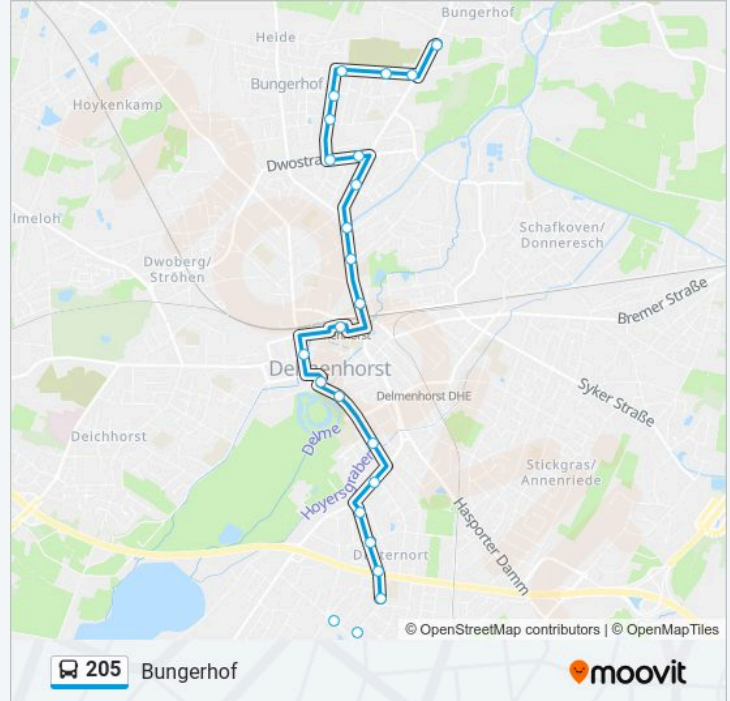 Bungerhof
Heide
Bungerhof
Hoykenkamp
Dwostra
lmeloh
Schafkoven/
Donneresch
Dwoberg/
Ströhen
Bremer Straße
Delmenhorst
Delmenhorst DHE
Syker Straße
Deichhorst
Delme
Stickgras/
Annenriede
Hoyersgraben
Hasporter Damm
© OpenStreetMap contributors | © OpenMapTiles
205 Bungerhof
moovit